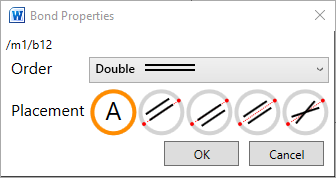 W Bond Properties
/m1/b12
Order Double
Placement A
OK Cancel